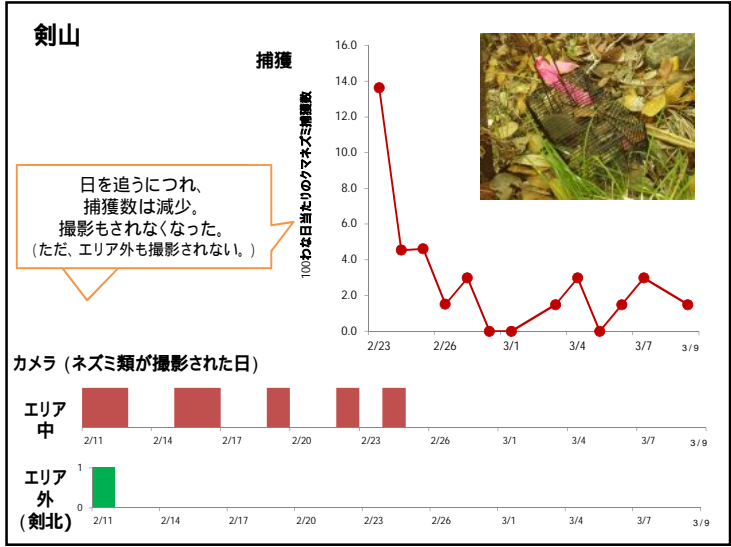 剣山
捕獲
16.0
14.0
12.0
10.0
8.0
6.0
4.0
2.0
0.0
100わな日当たりのクマネズミ捕獲数
2/23
2/26
3/1
3/4
3/7
3/9
日を追うにつれ、
捕獲数は減少。
撮影もされなくなった。
(ただ、エリア外も撮影されない。)
カメラ (ネズミ類が撮影された日)
エリア
中
2/11
2/14
2/17
2/20
2/23
2/26
3/1
3/4
3/7
3/9
エリア
外
(剣北)
1
0
2/11
2/14
2/17
2/20
2/23
2/26
3/1
3/4
3/7
3/9